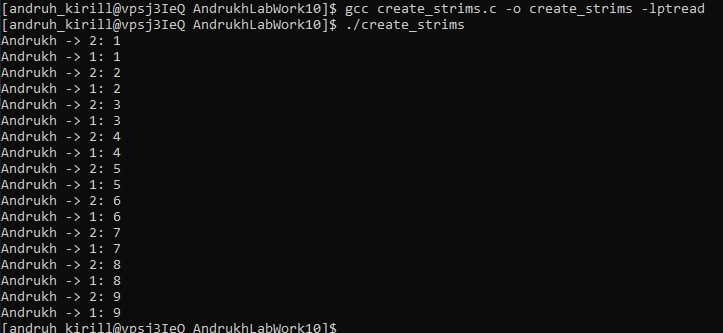 [andruh_kirill@vpsj3IeQ AndrukhLabWork10]$ gcc create_strims.c -o create_strims -lptread
[andruh_kirill@vpsj3IeQ AndrukhLabWork10]$ ./create_strims
Andrukh -> 2: 1
Andrukh -> 1: 1
Andrukh -> 2: 2
Andrukh -> 1: 2
Andrukh -> 2: 3
Andrukh -> 1: 3
Andrukh -> 2: 4
Andrukh -> 1: 4
Andrukh -> 2: 5
Andrukh -> 1: 5
Andrukh -> 2: 6
Andrukh -> 1: 6
Andrukh -> 2: 7
Andrukh -> 1: 7
Andrukh -> 2: 8
Andrukh -> 1: 8
Andrukh -> 2: 9
Andrukh -> 1: 9
[andruh_kirill@vpsj3IeQ AndrukhLabWork10]$